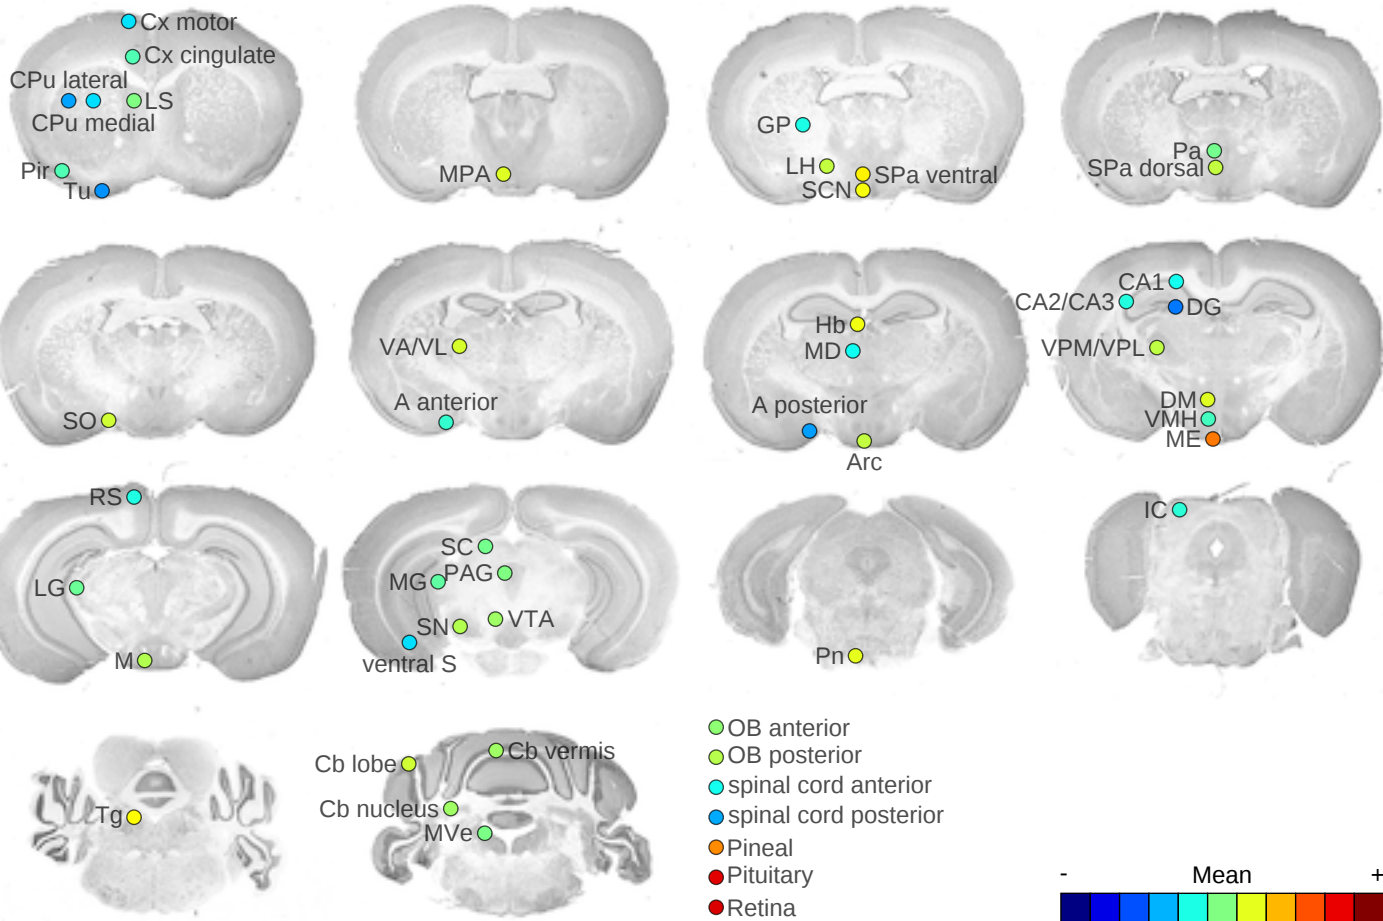 Cx motor
Cx cingulate
CPu lateral
LS
CPu medial
Pir
Tu
MPA
GP
LH
SPa ventral
SCN
Pa
SPa dorsal
SO
VA/VL
A anterior
Hb
MD
A posterior
Arc
CA1
CA2/CA3
DG
VPM/VPL
DM
VMH
ME
RS
LG
M
SC
MG
PAG
SN
VTA
ventral S
Pn
IC
Tg
Cb lobe
Cb vermis
Cb nucleus
MVe
OB anterior
OB posterior
spinal cord anterior
spinal cord posterior
Pineal
Pituitary
Retina
- Mean +